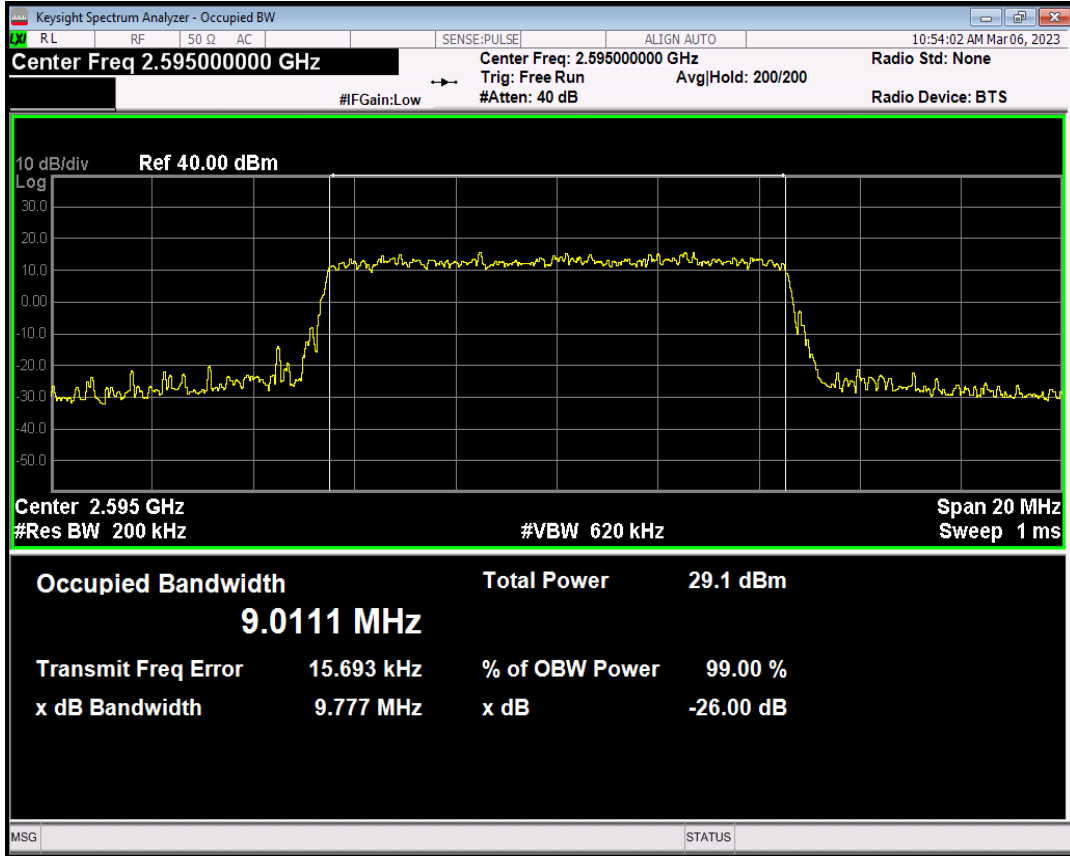 Keysight Spectrum Analyzer - Occupied BW
LXI RL RF 50 Ω AC SENSE:PULSE ALIGN AUTO 10:54:02 AM Mar 06, 2023
Center Freq 2.595000000 GHz Center Freq: 2.595000000 GHz Radio Std: None
Trig: Free Run Avg|Hold: 200/200
#IFGain:Low #Atten: 40 dB Radio Device: BTS
10 dB/div Ref 40.00 dBm
Log
30.0
20.0
10.0
0.00
-10.0
-20.0
-30.0
-40.0
-50.0
Center 2.595 GHz Span 20 MHz
#Res BW 200 kHz #VBW 620 kHz Sweep 1 ms
Occupied Bandwidth Total Power 29.1 dBm
9.0111 MHz
Transmit Freq Error 15.693 kHz % of OBW Power 99.00 %
x dB Bandwidth 9.777 MHz x dB -26.00 dB
MSG STATUS